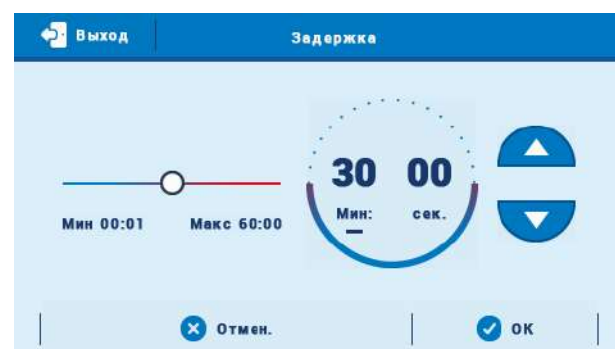 Выход
Задержка
30 00
Мин: сек.
Мин 00:01 Макс 60:00
Отмен.
ОК